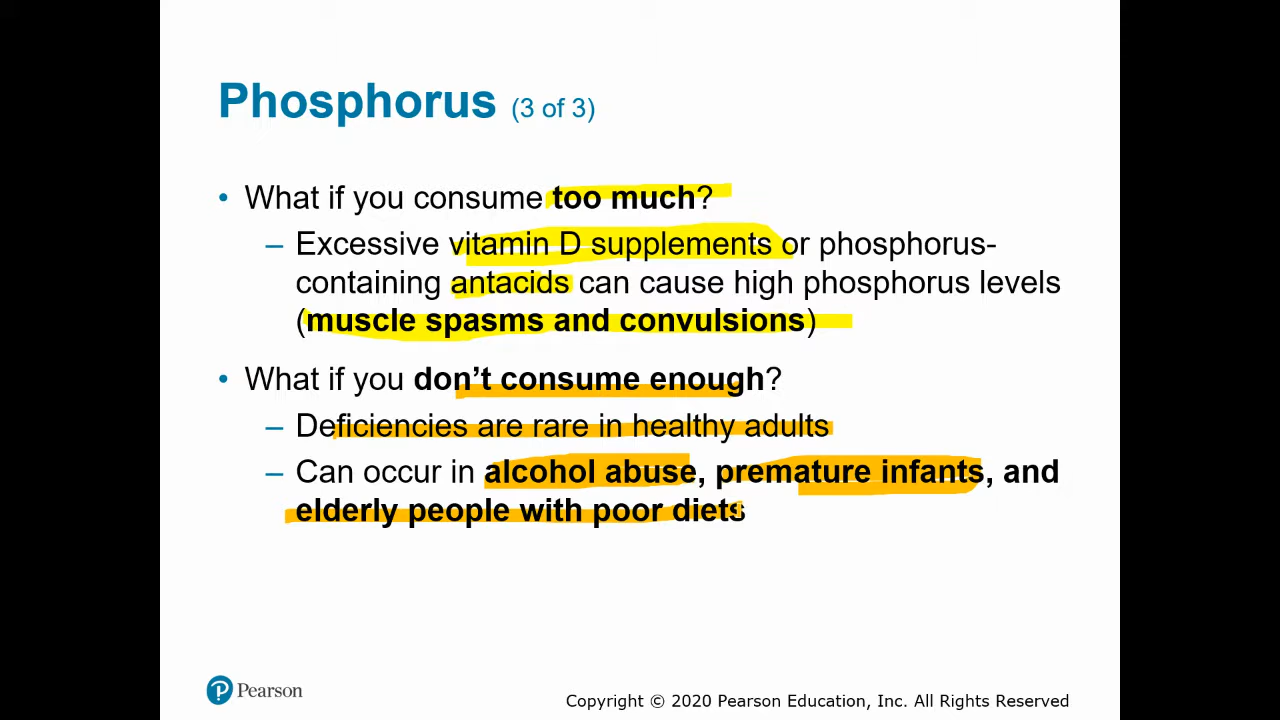 Phosphorus (3 of 3)
• What if you consume too much?
– Excessive vitamin D supplements or phosphorus-
containing antacids can cause high phosphorus levels
(muscle spasms and convulsions)
• What if you don’t consume enough?
– Deficiencies are rare in healthy adults
– Can occur in alcohol abuse, premature infants, and
elderly people with poor diets
P Pearson
Copyright © 2020 Pearson Education, Inc. All Rights Reserved